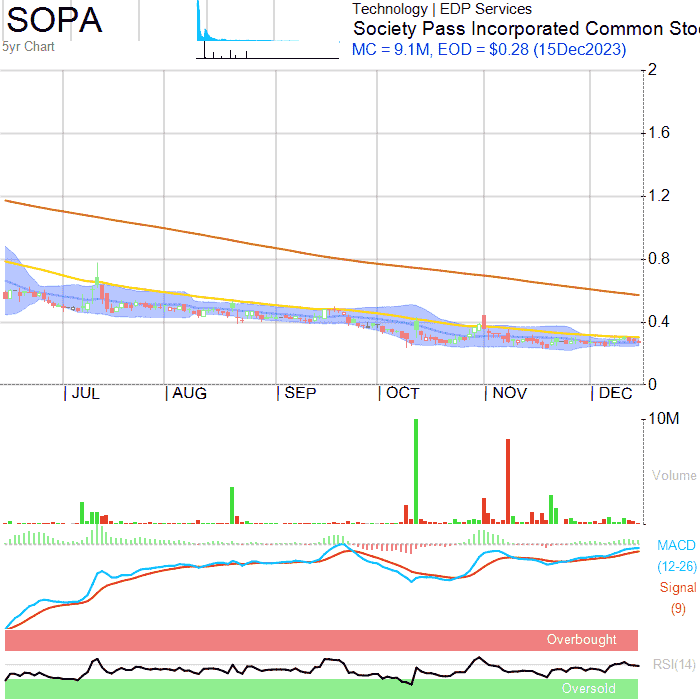 SOPA
5yr Chart
Technology | EDP Services
Society Pass Incorporated Common Sto
MC = 9.1M, EOD = $0.28 (15Dec2023)
2
1.6
1.2
0.8
0.4
0
JUL AUG SEP OCT NOV DEC
10M
Volume
MACD
(12-26)
Signal
(9)
Overbought
RSI(14)
Oversold